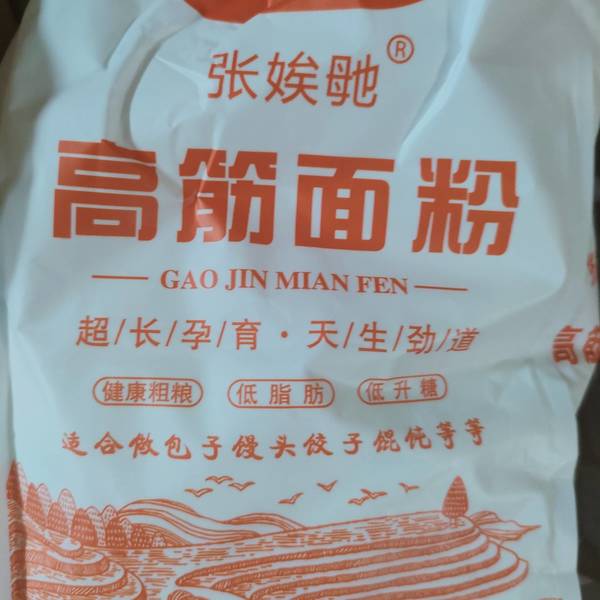 张娭毑®
高筋面粉
GAO JIN MIAN FEN
超/长/孕/育·天/生/劲/道
健康粗粮 低脂肪 低升糖
适合做包子馒头饺子馄饨等等